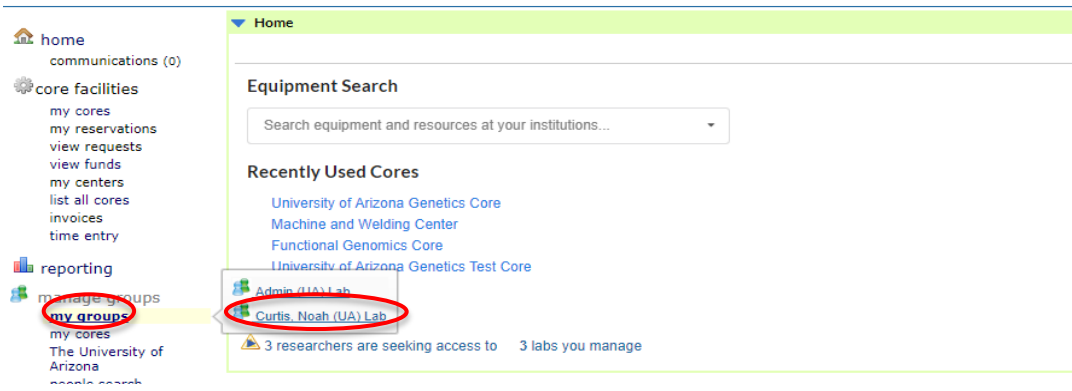 home
communications (0)
core facilities
my cores
my reservations
view requests
view funds
my centers
list all cores
invoices
time entry
reporting
manage groups
my groups
my cores
The University of
Arizona
people search
Home
Equipment Search
Search equipment and resources at your institutions...
Recently Used Cores
University of Arizona Genetics Core
Machine and Welding Center
Functional Genomics Core
University of Arizona Genetics Test Core
Admin (UA) Lab
Curtis, Noah (UA) Lab
3 researchers are seeking access to 3 labs you manage